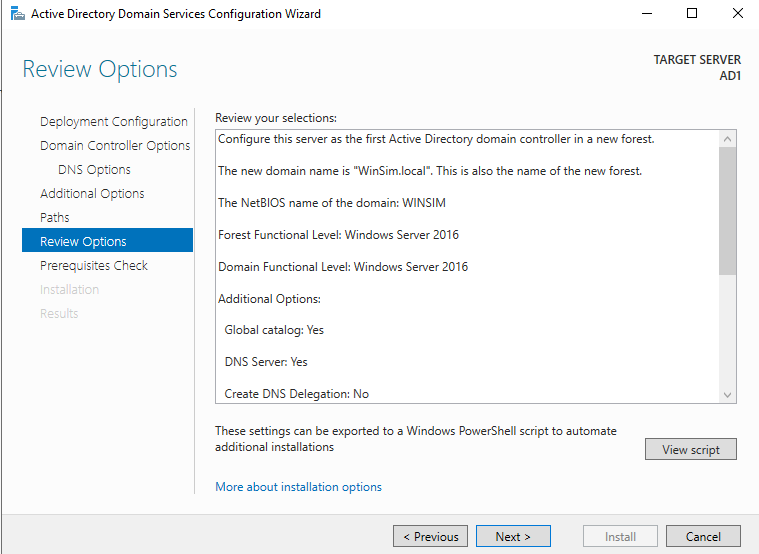 Active Directory Domain Services Configuration Wizard
Review Options
TARGET SERVER
AD1
Deployment Configuration
Domain Controller Options
DNS Options
Additional Options
Paths
Review Options
Prerequisites Check
Installation
Results
Review your selections:
Configure this server as the first Active Directory domain controller in a new forest.
The new domain name is "WinSim.local". This is also the name of the new forest.
The NetBIOS name of the domain: WINSIM
Forest Functional Level: Windows Server 2016
Domain Functional Level: Windows Server 2016
Additional Options:
Global catalog: Yes
DNS Server: Yes
Create DNS Delegation: No
These settings can be exported to a Windows PowerShell script to automate
additional installations
View script
More about installation options
< Previous
Next >
Install
Cancel